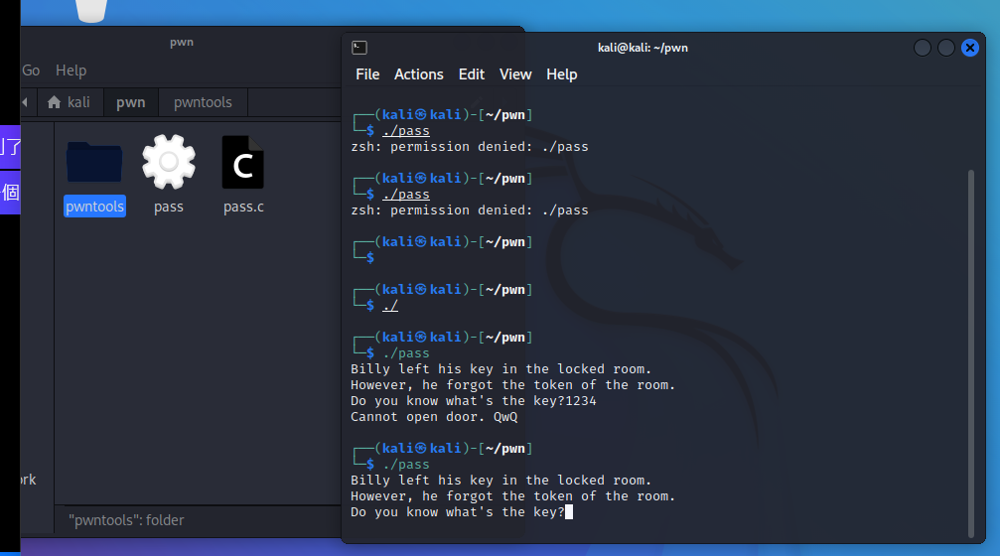 pwn
Go Help
kali pwn pwntools
pwntools pass pass.c
"pwntools": folder
kali@kali: ~/pwn
File Actions Edit View Help
┌──(kali㉿kali)-[~/pwn]
└─$ ./pass
zsh: permission denied: ./pass
┌──(kali㉿kali)-[~/pwn]
└─$ ./pass
zsh: permission denied: ./pass
┌──(kali㉿kali)-[~/pwn]
└─$
┌──(kali㉿kali)-[~/pwn]
└─$ ./
┌──(kali㉿kali)-[~/pwn]
└─$ ./pass
Billy left his key in the locked room.
However, he forgot the token of the room.
Do you know what's the key?1234
Cannot open door. QwQ
┌──(kali㉿kali)-[~/pwn]
└─$ ./pass
Billy left his key in the locked room.
However, he forgot the token of the room.
Do you know what's the key?